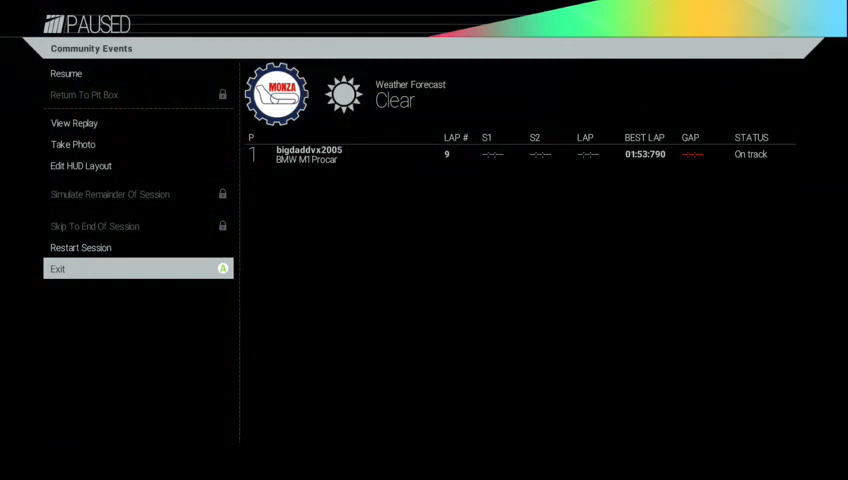 PAUSED
Community Events
Resume
Return To Pit Box
View Replay
Take Photo
Edit HUD Layout
Simulate Remainder Of Session
Skip To End Of Session
Restart Session
Exit A
MONZA
Weather Forecast
Clear
P LAP # S1 S2 LAP BEST LAP GAP STATUS
1 bigdaddvx2005 9 --:-- --:-- --:-- 01:53:790 --:-- On track
BMW M1 Procar